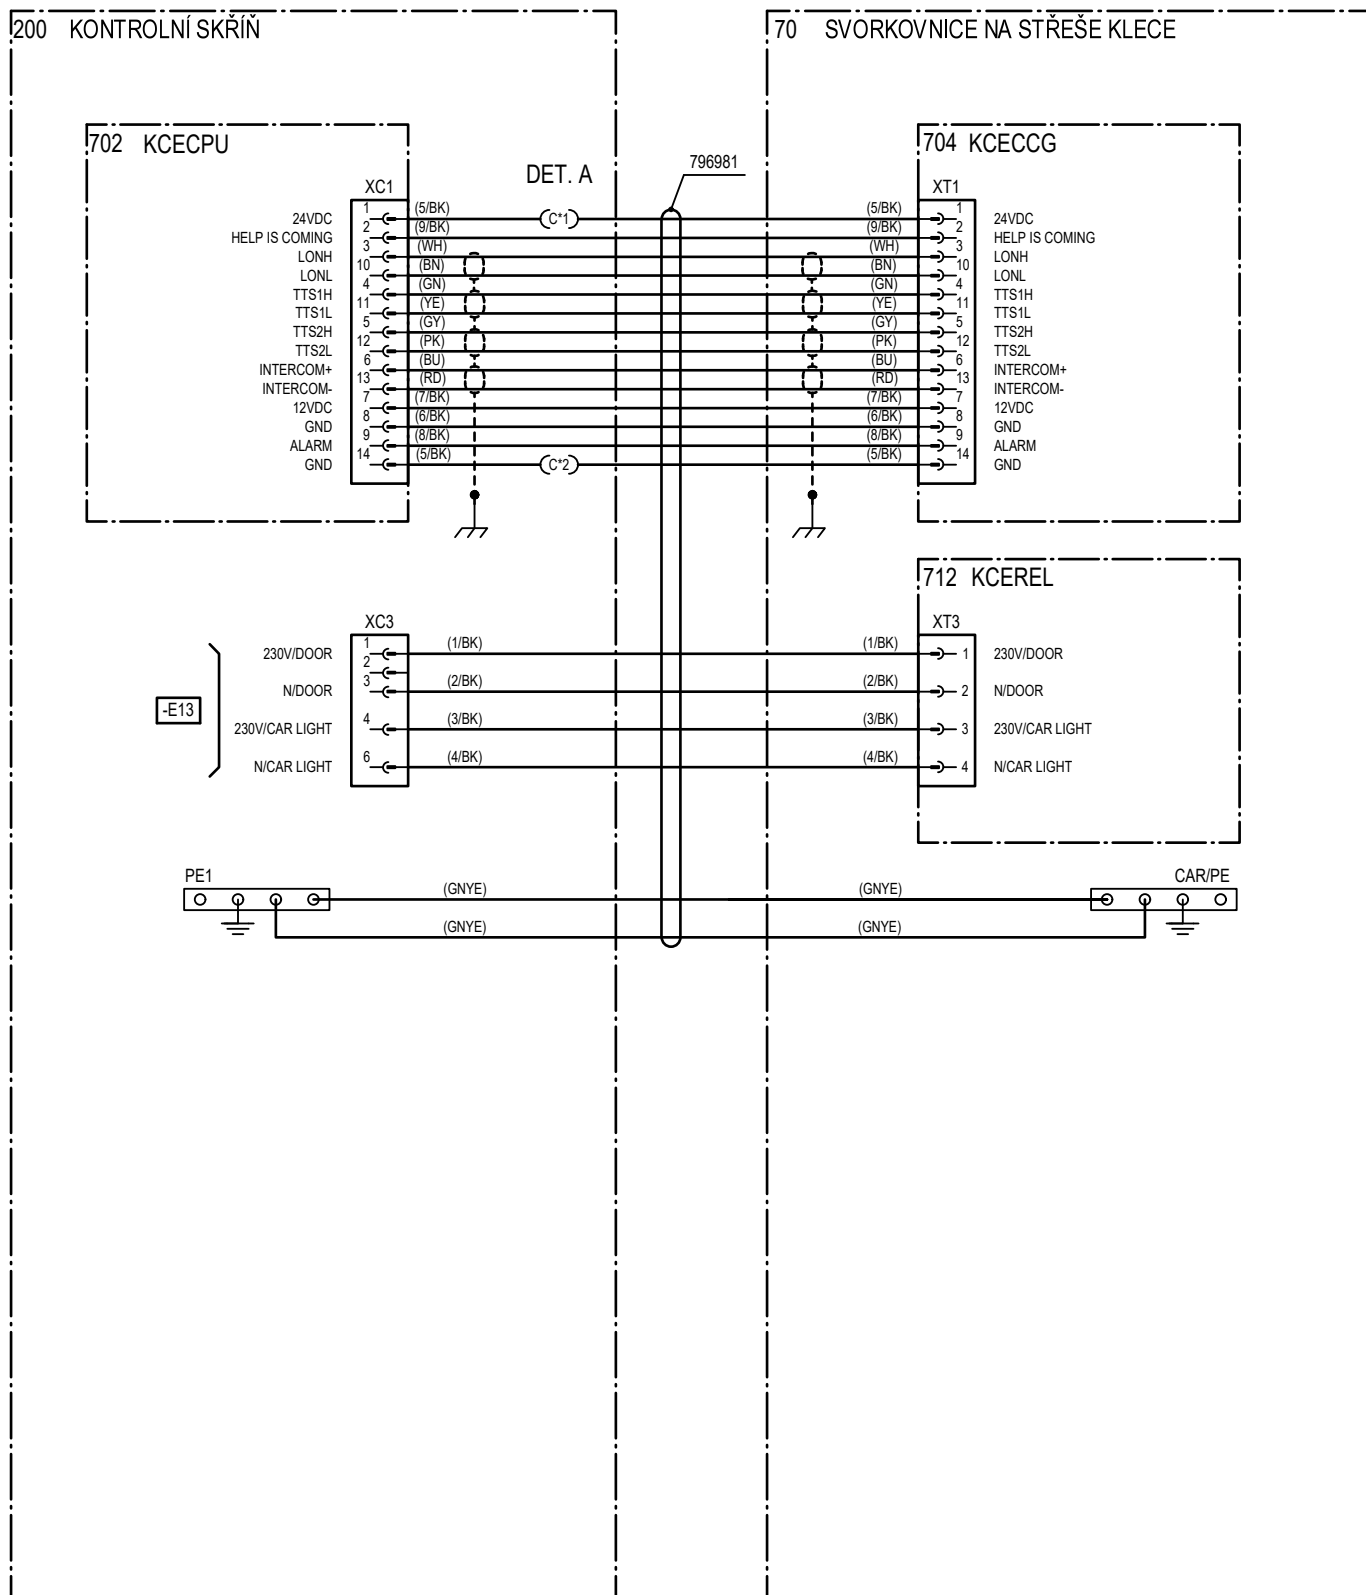 200 KONTROLNÍ SKŘÍŇ
70 SVORKOVNICE NA STŘEŠE KLECE
702 KCECPU
704 KCECCG
DET. A
796981
XC1
XT1
24VDC 1 (5/BK) C*1 (5/BK) 1 24VDC
HELP IS COMING 2 (9/BK) (9/BK) 2 HELP IS COMING
LONH 3 (WH) (WH) 3 LONH
LONL 10 (BN) (BN) 10 LONL
TTS1H 4 (GN) (GN) 4 TTS1H
TTS1L 11 (YE) (YE) 11 TTS1L
TTS2H 5 (GY) (GY) 5 TTS2H
TTS2L 12 (PK) (PK) 12 TTS2L
INTERCOM+ 6 (BU) (BU) 6 INTERCOM+
INTERCOM- 13 (RD) (RD) 13 INTERCOM-
12VDC 7 (7/BK) (7/BK) 7 12VDC
GND 8 (6/BK) (6/BK) 8 GND
ALARM 9 (8/BK) (8/BK) 9 ALARM
GND 14 (5/BK) C*2 (5/BK) 14 GND
712 KCEREL
XC3
XT3
230V/DOOR 1 (1/BK) (1/BK) 1 230V/DOOR
2
N/DOOR 3 (2/BK) (2/BK) 2 N/DOOR
-E13
230V/CAR LIGHT 4 (3/BK) (3/BK) 3 230V/CAR LIGHT
N/CAR LIGHT 6 (4/BK) (4/BK) 4 N/CAR LIGHT
PE1 (GNYE) (GNYE) CAR/PE
(GNYE) (GNYE)